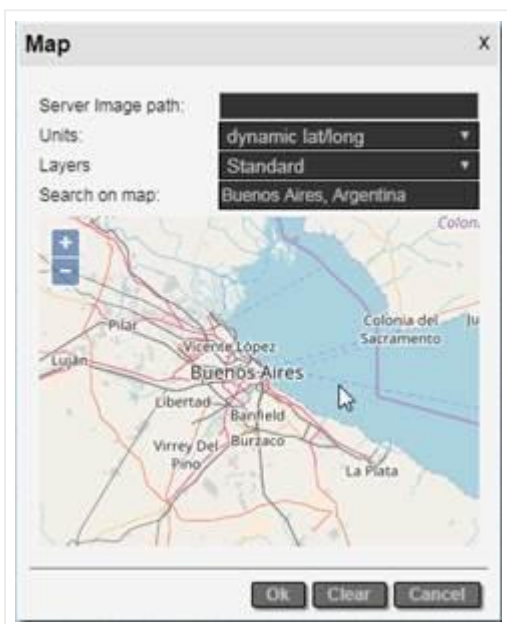 Map x
Server Image path:
Units: dynamic lat/long
Layers Standard
Search on map: Buenos Aires, Argentina
+
−
Colon.
Pilar
Colonia del Sacramento
Ju
Vicente López
Luján
Buenos Aires
Libertad
Banfield
Virrey Del Pino
Burzaco
La Plata
Ok Clear Cancel